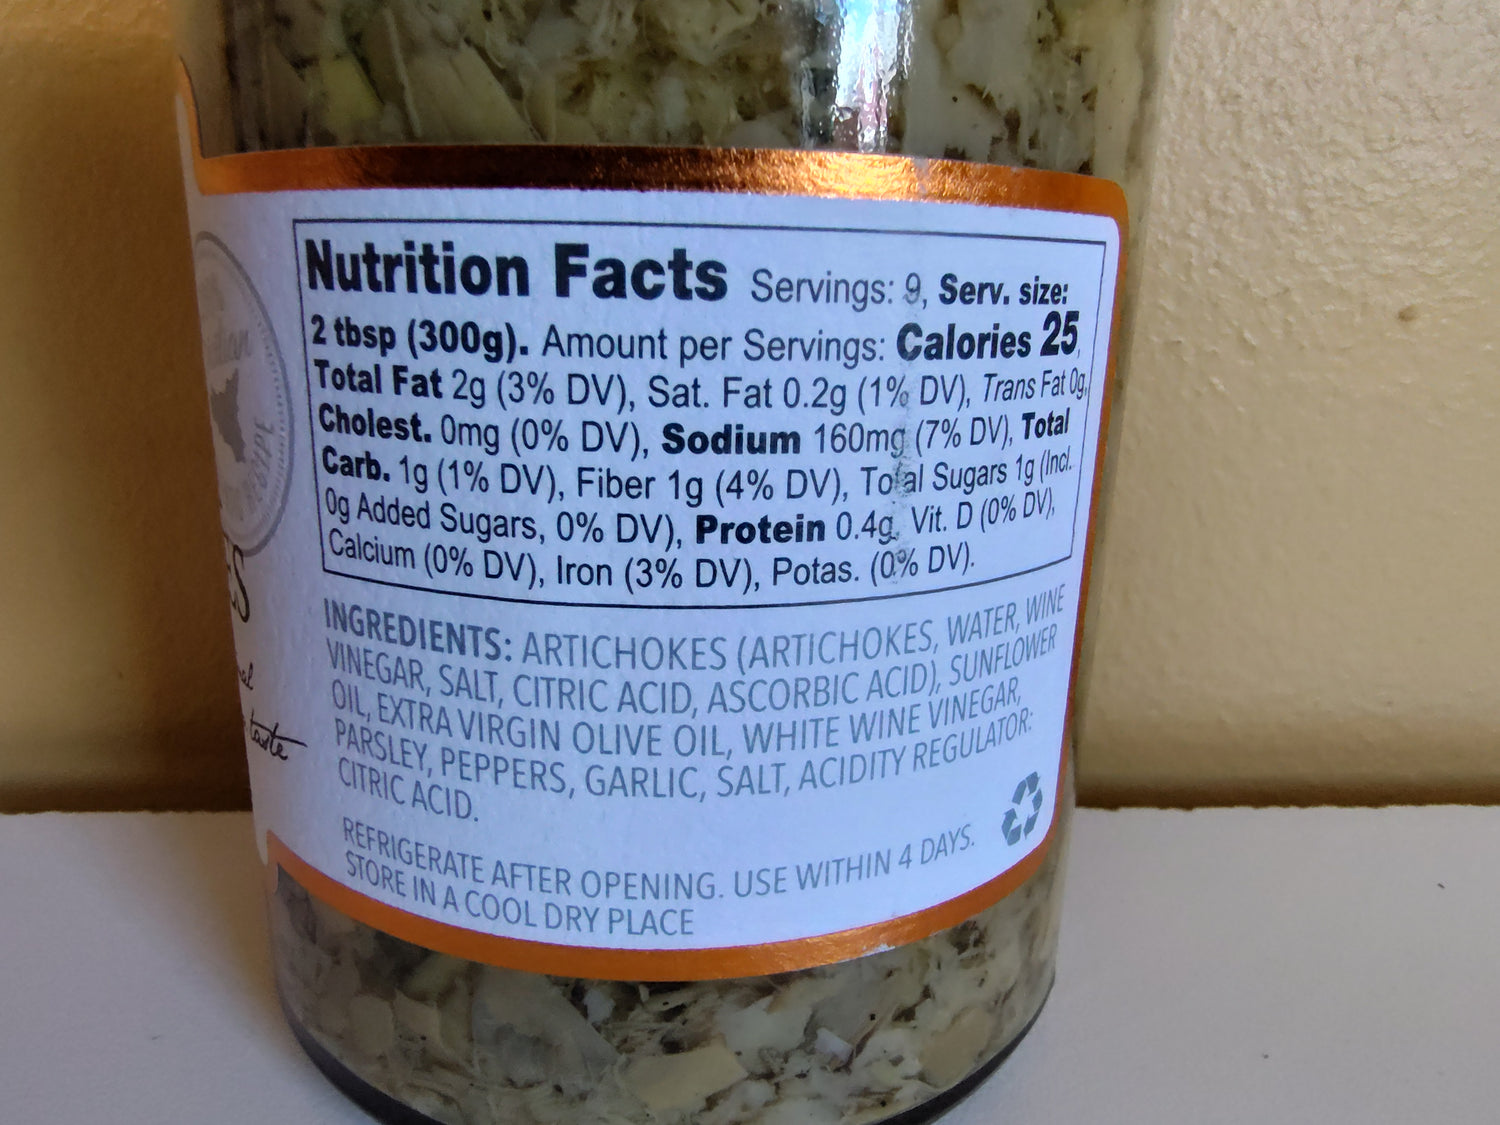 Nutrition Facts Servings: 9, Serv. size:
2 tbsp (300g). Amount per Servings: Calories 25,
Total Fat 2g (3% DV), Sat. Fat 0.2g (1% DV), Trans Fat 0g,
Cholest. 0mg (0% DV), Sodium 160mg (7% DV), Total
Carb. 1g (1% DV), Fiber 1g (4% DV), Total Sugars 1g (Incl.
0g Added Sugars, 0% DV), Protein 0.4g, Vit. D (0% DV),
Calcium (0% DV), Iron (3% DV), Potas. (0% DV).
INGREDIENTS: ARTICHOKES (ARTICHOKES, WATER, WINE
VINEGAR, SALT, CITRIC ACID, ASCORBIC ACID), SUNFLOWER
OIL, EXTRA VIRGIN OLIVE OIL, WHITE WINE VINEGAR,
PARSLEY, PEPPERS, GARLIC, SALT, ACIDITY REGULATOR:
CITRIC ACID.
REFRIGERATE AFTER OPENING. USE WITHIN 4 DAYS.
STORE IN A COOL DRY PLACE
taste